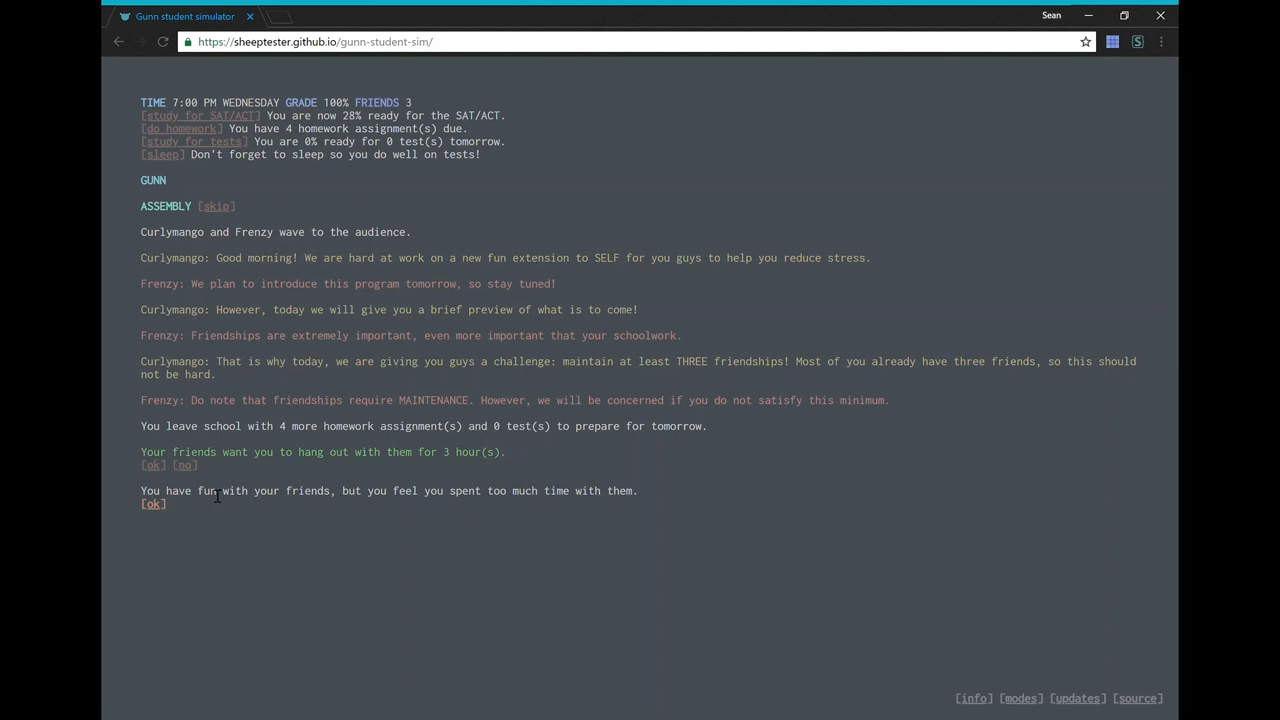 Gunn student simulator
Sean
https://sheeptester.github.io/gunn-student-sim/
TIME 7:00 PM WEDNESDAY GRADE 100% FRIENDS 3
[study for SAT/ACT] You are now 28% ready for the SAT/ACT.
[do homework] You have 4 homework assignment(s) due.
[study for tests] You are 0% ready for 0 test(s) tomorrow.
[sleep] Don't forget to sleep so you do well on tests!
GUNN
ASSEMBLY [skip]
Curlymango and Frenzy wave to the audience.
Curlymango: Good morning! We are hard at work on a new fun extension to SELF for you guys to help you reduce stress.
Frenzy: We plan to introduce this program tomorrow, so stay tuned!
Curlymango: However, today we will give you a brief preview of what is to come!
Frenzy: Friendships are extremely important, even more important that your schoolwork.
Curlymango: That is why today, we are giving you guys a challenge: maintain at least THREE friendships! Most of you already have three friends, so this should
not be hard.
Frenzy: Do note that friendships require MAINTENANCE. However, we will be concerned if you do not satisfy this minimum.
You leave school with 4 more homework assignment(s) and 0 test(s) to prepare for tomorrow.
Your friends want you to hang out with them for 3 hour(s).
[ok] [no]
You have fun with your friends, but you feel you spent too much time with them.
[ok]
[info] [modes] [updates] [source]